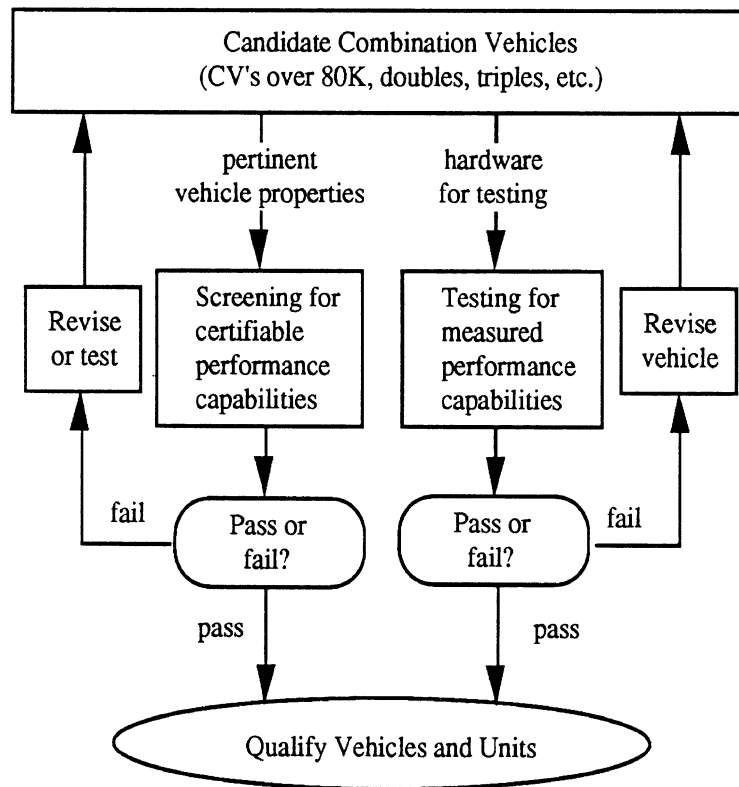 Candidate Combination Vehicles
(CV's over 80K, doubles, triples, etc.)
pertinent
vehicle properties
hardware
for testing
Revise
or test
Screening for
certifiable
performance
capabilities
Testing for
measured
performance
capabilities
Revise
vehicle
fail
Pass or
fail?
Pass or
fail?
fail
pass
pass
Qualify Vehicles and Units